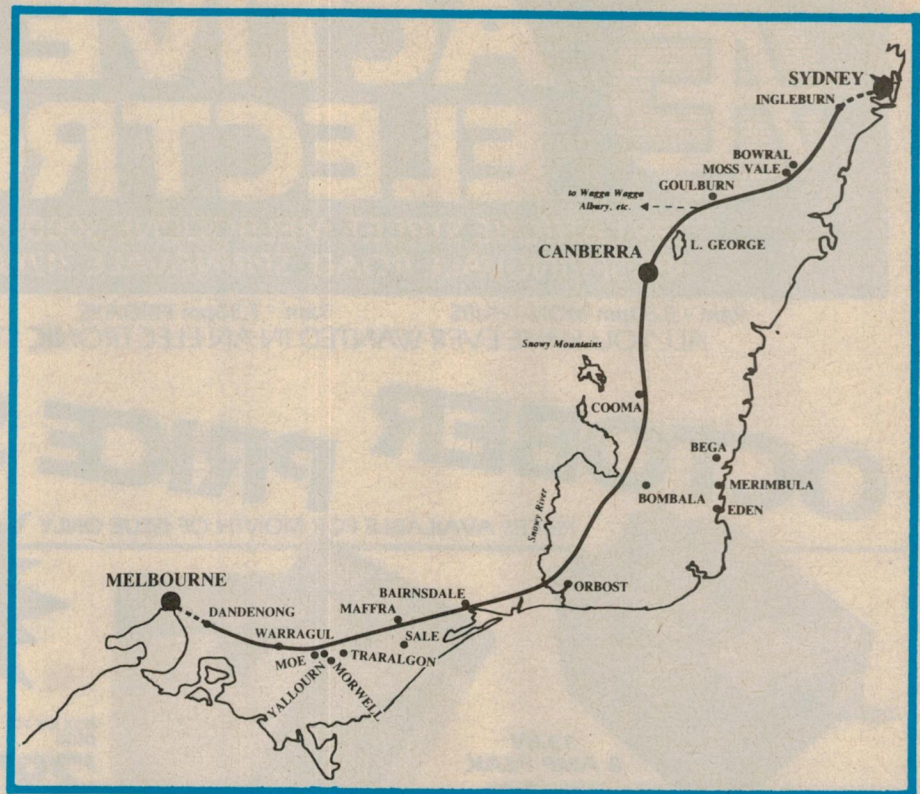 SYDNEY
INGLEBURN
BOWRAL
MOSS VALE
GOULBURN
to Wagga Wagga
Albury, etc.
L. GEORGE
CANBERRA
Snowy Mountains
COOMA
BEGA
BOMBALA
MERIMBULA
EDEN
Snowy River
ORBOST
MELBOURNE
DANDENONG
BAIRNSDALE
MAFFRA
WARRAGUL
SALE
MOE
TRARALGON
YALLOURN
MORWELL